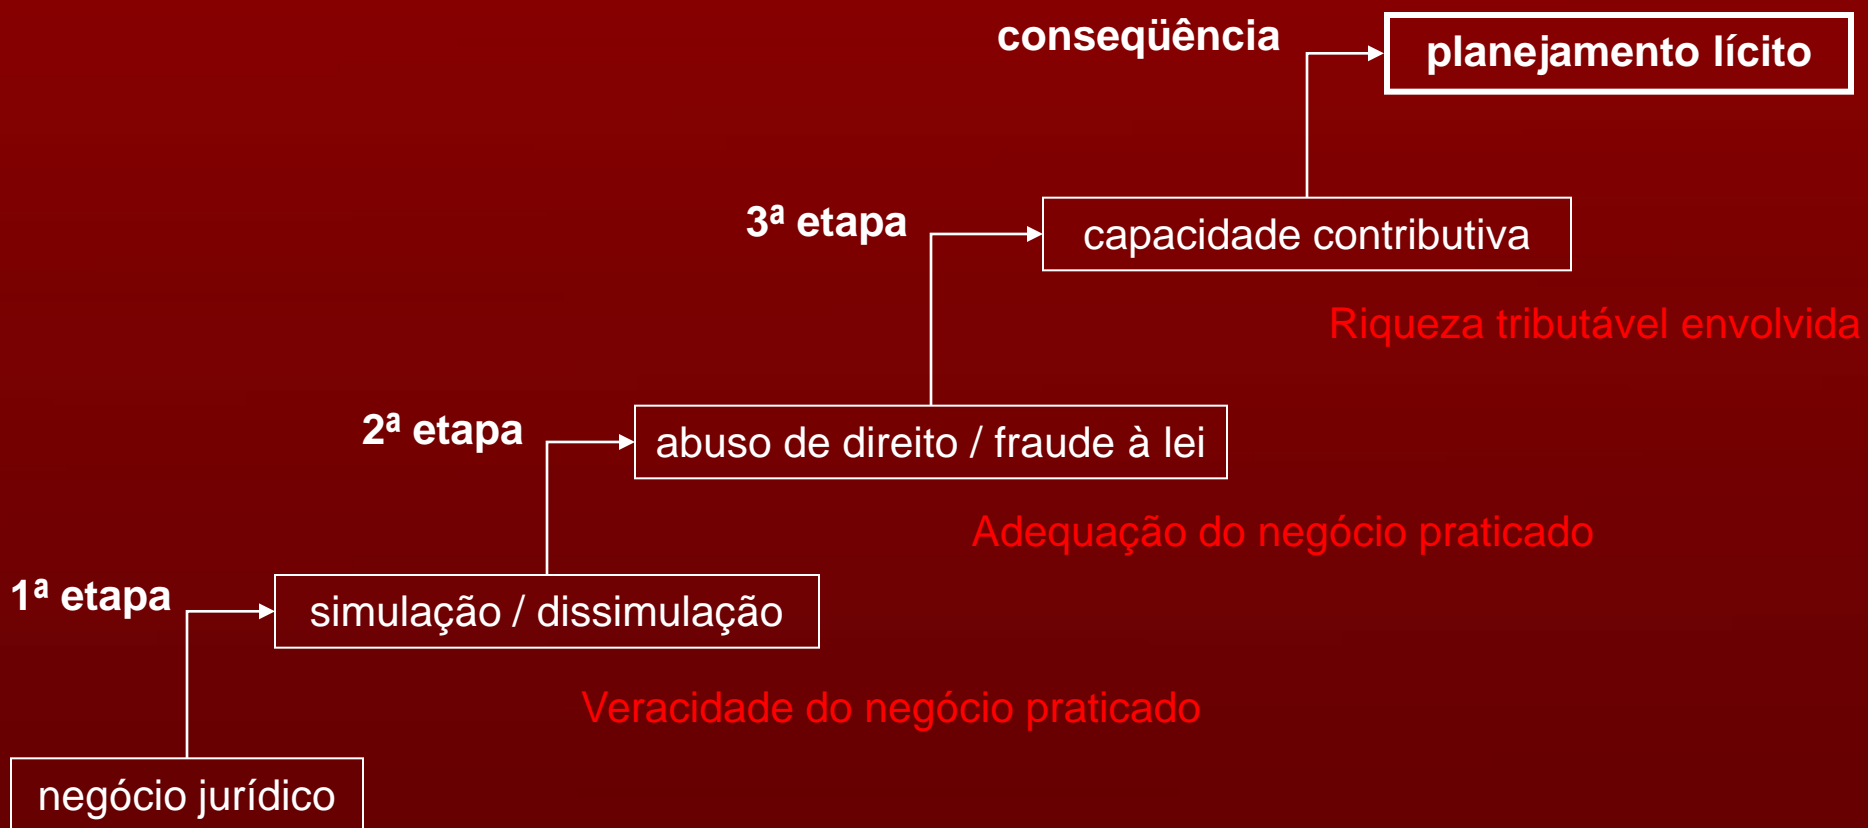 conseqüência
planejamento lícito
3ª etapa
capacidade contributiva
Riqueza tributável envolvida
2ª etapa
abuso de direito / fraude à lei
Adequação do negócio praticado
1ª etapa
simulação / dissimulação
Veracidade do negócio praticado
negócio jurídico